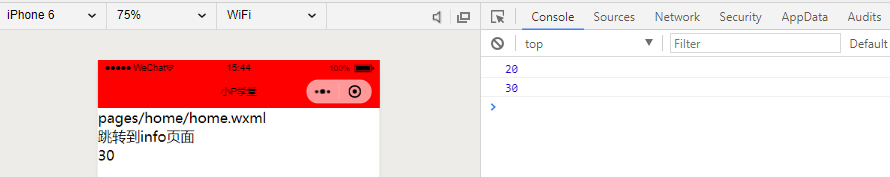 iPhone 6 75% WiFi
Console Sources Network Security AppData Audits
top Filter Default
WeChat 15:44 100%
小P学堂
pages/home/home.wxml
跳转到info页面
30
20
30